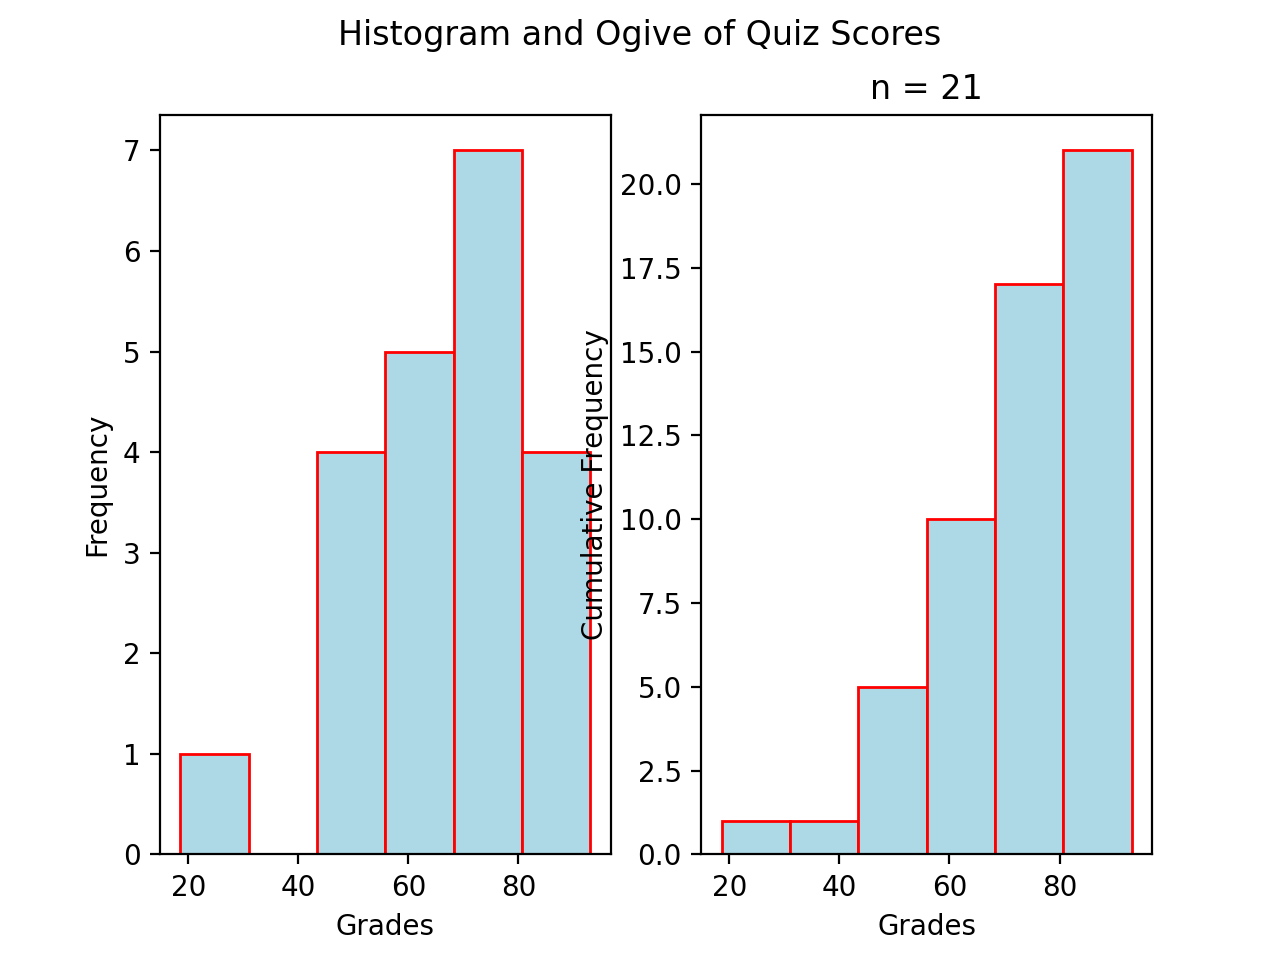 Histogram and Ogive of Quiz Scores
Frequency
7
6
5
4
3
2
1
0
20 40 60 80
Grades
n = 21
Cumulative Frequency
20.0
17.5
15.0
12.5
10.0
7.5
5.0
2.5
0.0
20 40 60 80
Grades